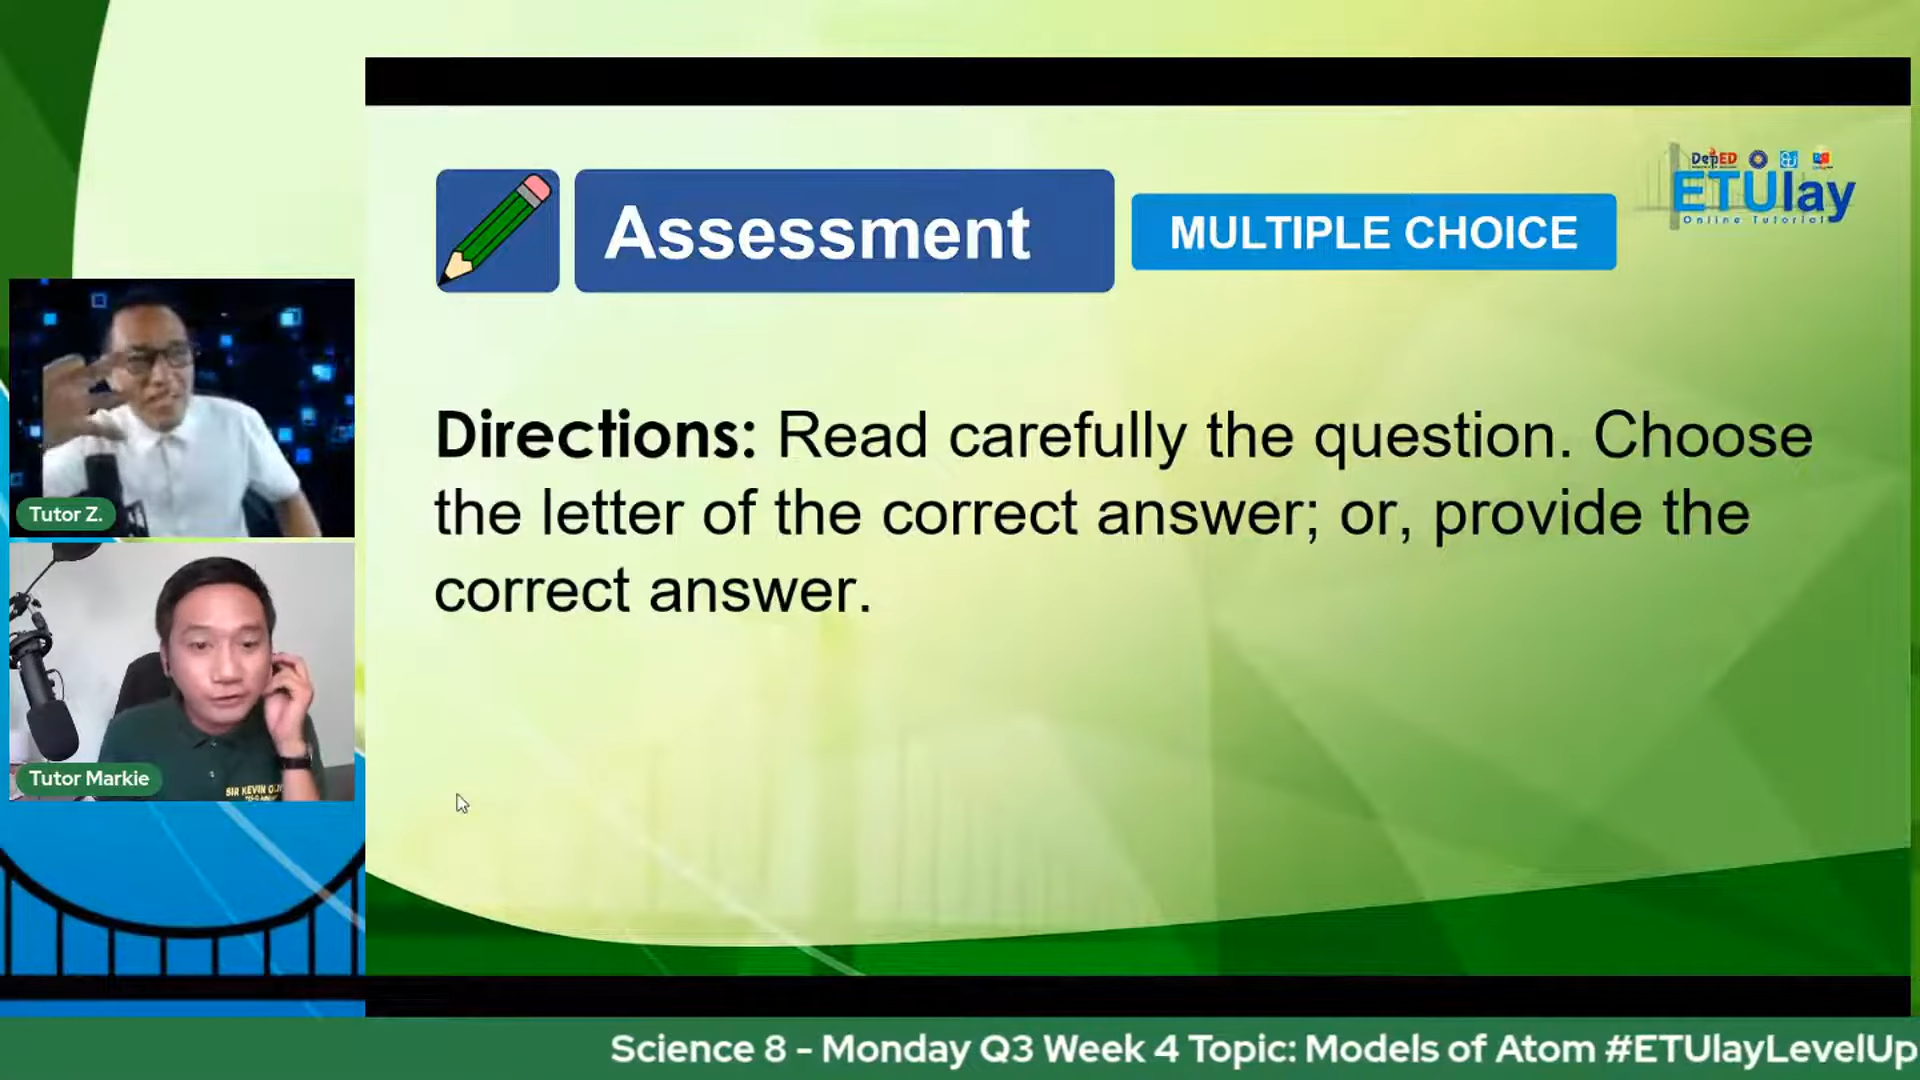 DepED
ETUlay
Online Tutorial
Assessment
MULTIPLE CHOICE
Directions: Read carefully the question. Choose
the letter of the correct answer; or, provide the
correct answer.
Tutor Z.
SIR KEVIN
Tutor Markie
Science 8 - Monday Q3 Week 4 Topic: Models of Atom #ETUlayLevelUp